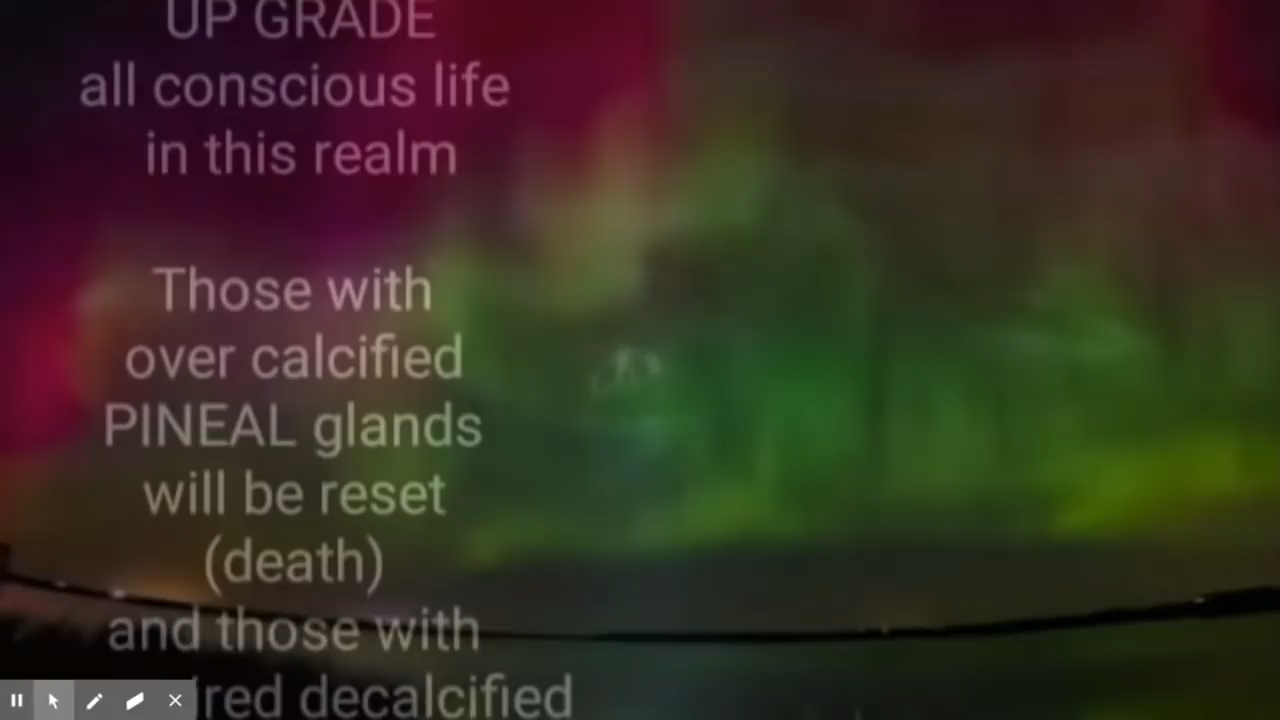 UP GRADE
all conscious life
in this realm
Those with
over calcified
PINEAL glands
will be reset
(death)
and those with
decalcified